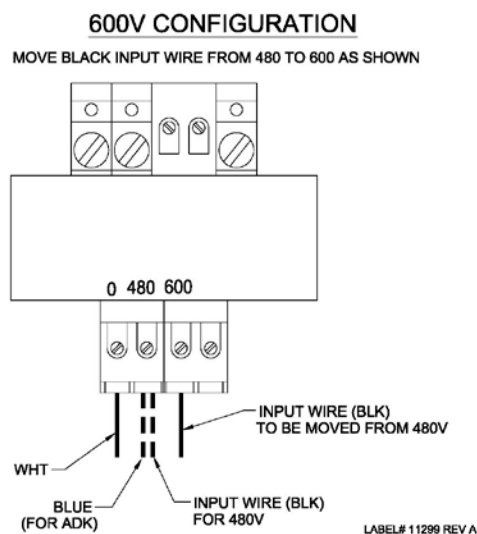 600V CONFIGURATION
MOVE BLACK INPUT WIRE FROM 480 TO 600 AS SHOWN
0 480 600
INPUT WIRE (BLK)
TO BE MOVED FROM 480V
WHT
BLUE
(FOR ADK)
INPUT WIRE (BLK)
FOR 480V
LABEL# 11299 REV A